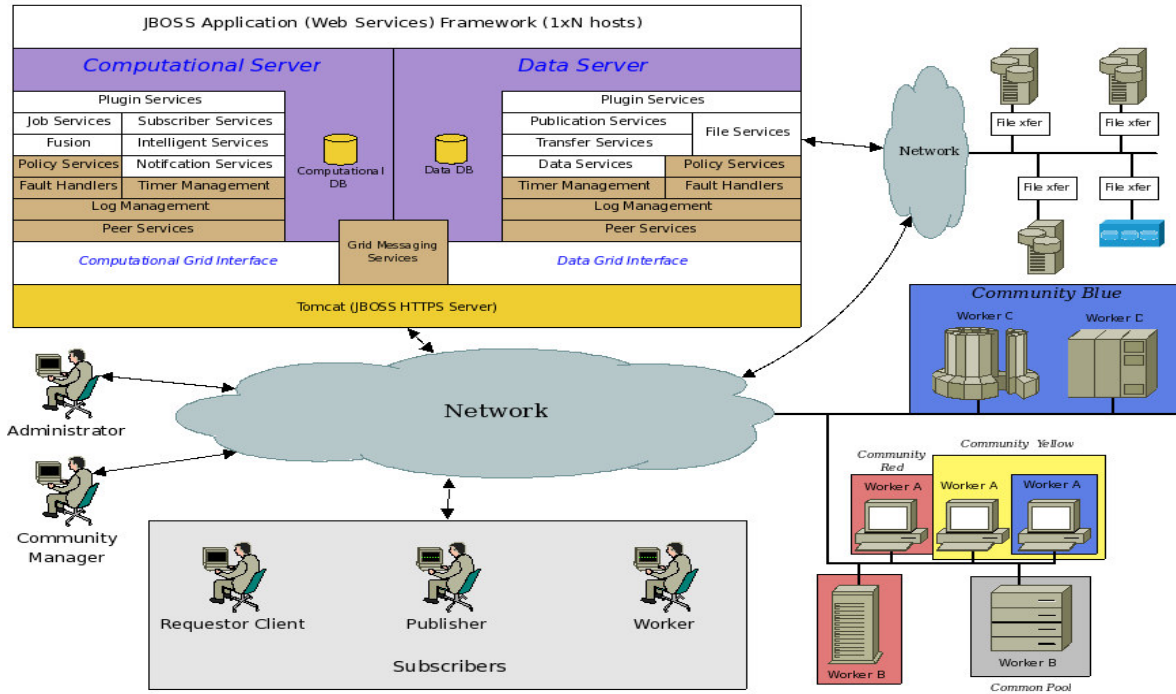 JBOSS Application (Web Services) Framework (1xN hosts)
Computational Server
Data Server
Plugin Services
Job Services
Subscriber Services
Fusion
Intelligent Services
Policy Services
Notifcation Services
Fault Handlers
Timer Management
Log Management
Peer Services
Computational
DB
Data DB
Plugin Services
Publication Services
File Services
Transfer Services
Data Services
Policy Services
Timer Management
Fault Handlers
Log Management
Peer Services
Grid Messaging
Services
Computational Grid Interface
Data Grid Interface
Tomcat (JBOSS HTTPS Server)
Network
File xfer
File xfer
File xfer
File xfer
Community Blue
Worker C
Worker D
Administrator
Network
Community
Manager
Community
Red
Community Yellow
Worker A
Worker A
Worker A
Worker B
Worker B
Common Pool
Requestor Client
Publisher
Worker
Subscribers